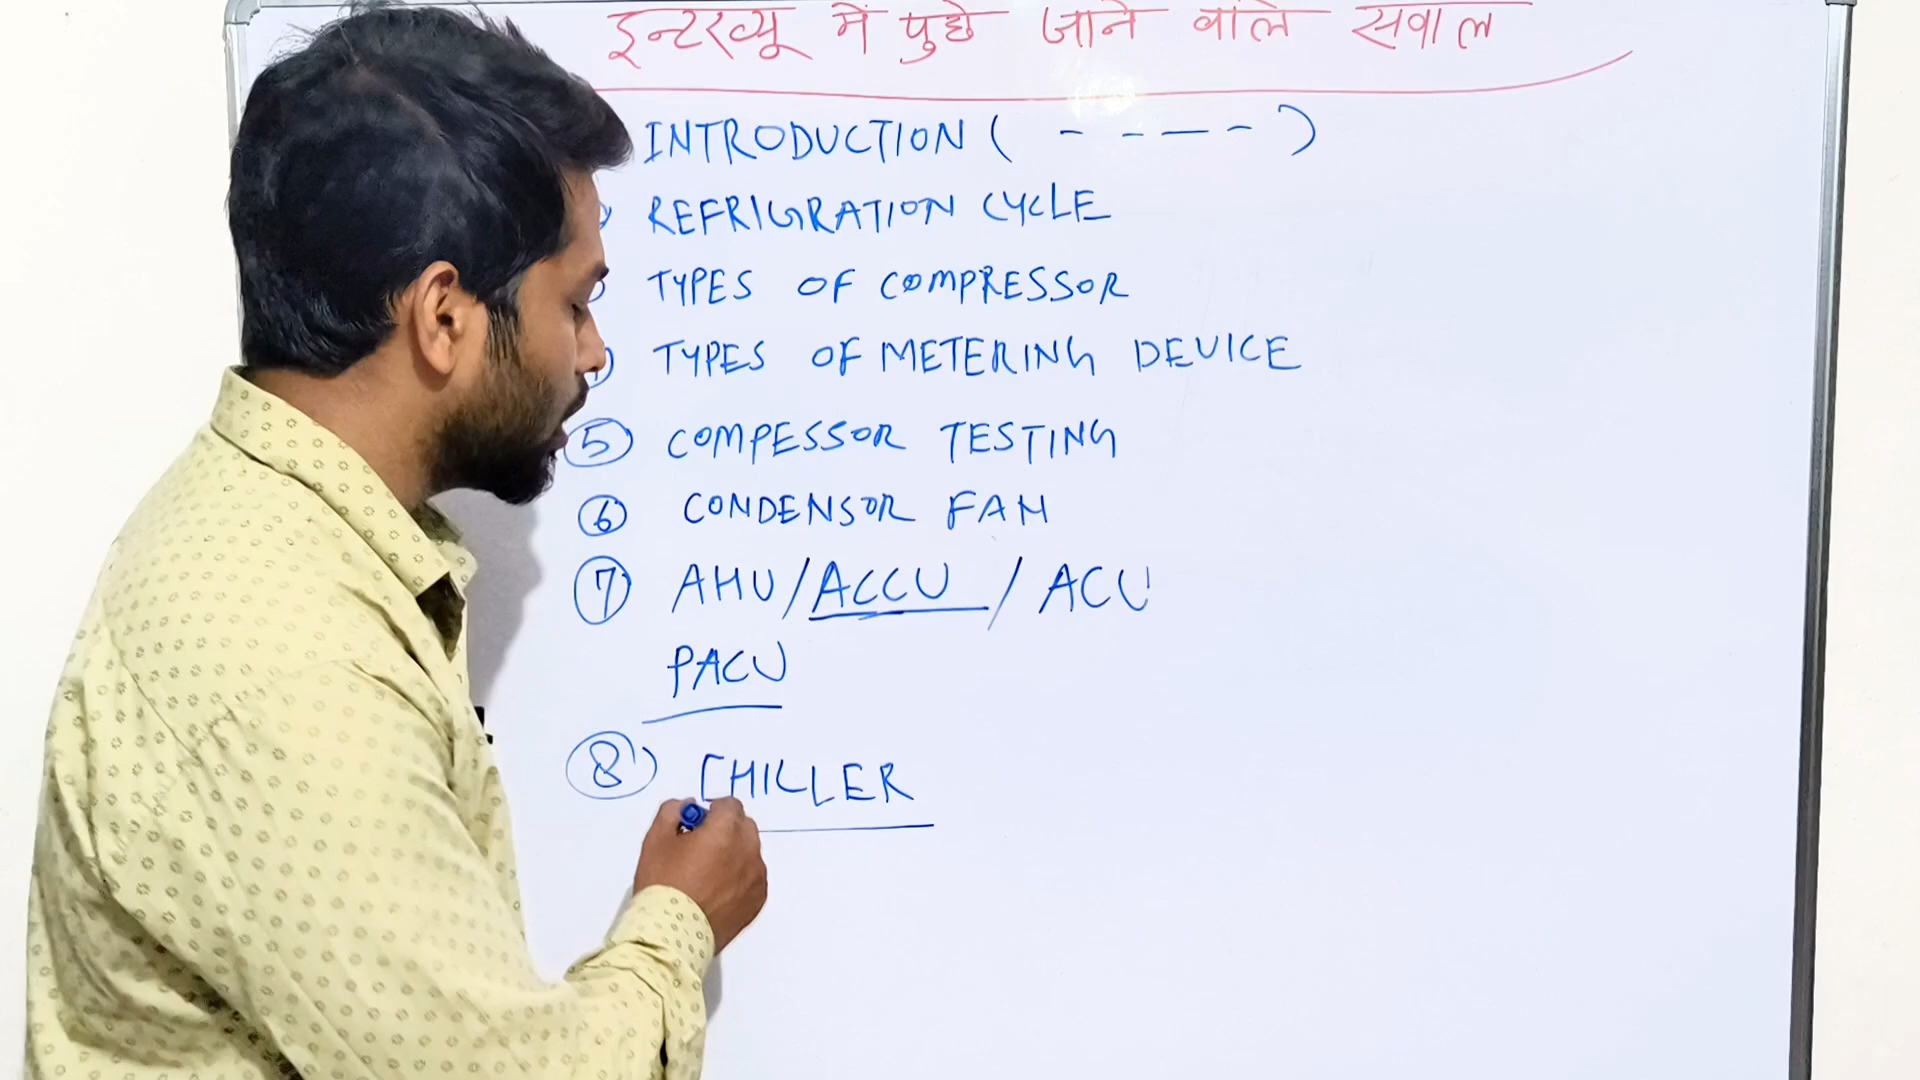 इन्टरव्यू में पुछे जाने वाले सवाल
INTRODUCTION ( - - — - )
REFRIGRATION CYCLE
TYPES OF COMPRESSOR
TYPES OF METERING DEVICE
5 COMPESSOR TESTING
6 CONDENSOR FAN
7 AHU/ACCU / ACU
PACU
8 CHILLER